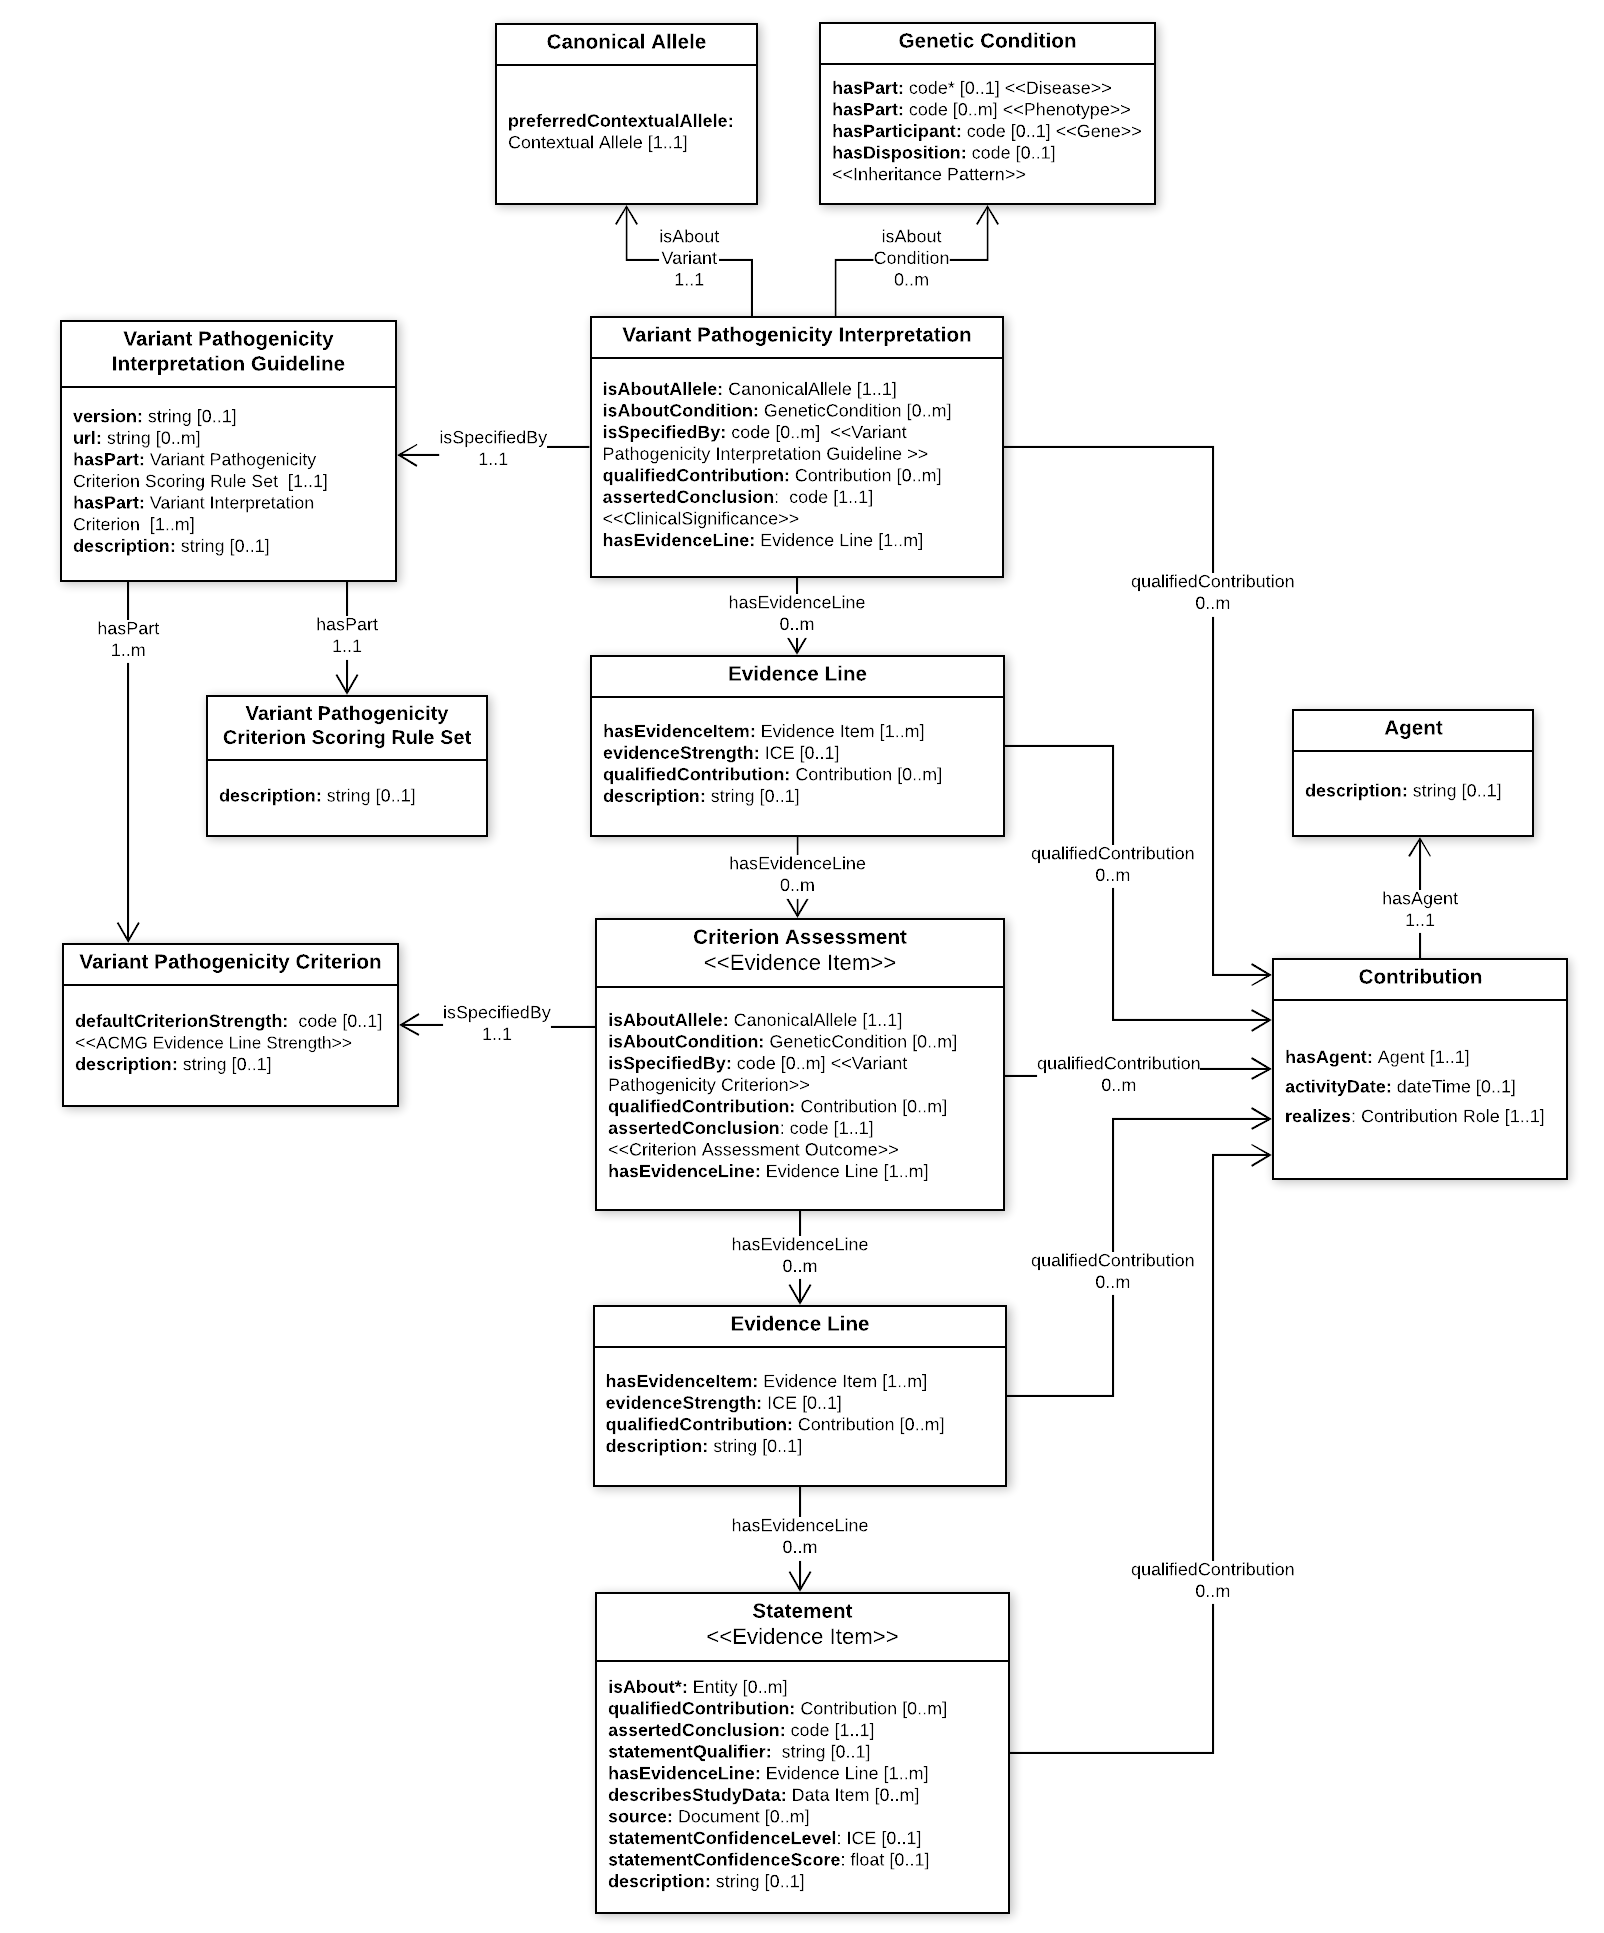 Canonical Allele
preferredContextualAllele:
Contextual Allele [1..1]
Genetic Condition
hasPart: code* [0..1] <<Disease>>
hasPart: code [0..m] <<Phenotype>>
hasParticipant: code [0..1] <<Gene>>
hasDisposition: code [0..1]
<<Inheritance Pattern>>
isAbout
Variant
1..1
isAbout
Condition
0..m
Variant Pathogenicity
Interpretation Guideline
version: string [0..1]
url: string [0..m]
hasPart: Variant Pathogenicity
Criterion Scoring Rule Set  [1..1]
hasPart: Variant Interpretation
Criterion  [1..m]
description: string [0..1]
isSpecifiedBy
1..1
Variant Pathogenicity Interpretation
isAboutAllele: CanonicalAllele [1..1]
isAboutCondition: GeneticCondition [0..m]
isSpecifiedBy: code [0..m]  <<Variant
Pathogenicity Interpretation Guideline >>
qualifiedContribution: Contribution [0..m]
assertedConclusion:  code [1..1]
<<ClinicalSignificance>>
hasEvidenceLine: Evidence Line [1..m]
qualifiedContribution
0..m
hasPart
1..m
hasPart
1..1
hasEvidenceLine
0..m
Variant Pathogenicity
Criterion Scoring Rule Set
description: string [0..1]
Evidence Line
hasEvidenceItem: Evidence Item [1..m]
evidenceStrength: ICE [0..1]
qualifiedContribution: Contribution [0..m]
description: string [0..1]
Agent
description: string [0..1]
hasEvidenceLine
0..m
qualifiedContribution
0..m
hasAgent
1..1
Variant Pathogenicity Criterion
defaultCriterionStrength:  code [0..1]
<<ACMG Evidence Line Strength>>
description: string [0..1]
isSpecifiedBy
1..1
Criterion Assessment
<<Evidence Item>>
isAboutAllele: CanonicalAllele [1..1]
isAboutCondition: GeneticCondition [0..m]
isSpecifiedBy: code [0..m] <<Variant
Pathogenicity Criterion>>
qualifiedContribution: Contribution [0..m]
assertedConclusion: code [1..1]
<<Criterion Assessment Outcome>>
hasEvidenceLine: Evidence Line [1..m]
qualifiedContribution
0..m
Contribution
hasAgent: Agent [1..1]
activityDate: dateTime [0..1]
realizes: Contribution Role [1..1]
hasEvidenceLine
0..m
qualifiedContribution
0..m
Evidence Line
hasEvidenceItem: Evidence Item [1..m]
evidenceStrength: ICE [0..1]
qualifiedContribution: Contribution [0..m]
description: string [0..1]
hasEvidenceLine
0..m
qualifiedContribution
0..m
Statement
<<Evidence Item>>
isAbout*: Entity [0..m]
qualifiedContribution: Contribution [0..m]
assertedConclusion: code [1..1]
statementQualifier:  string [0..1]
hasEvidenceLine: Evidence Line [1..m]
describesStudyData: Data Item [0..m]
source: Document [0..m]
statementConfidenceLevel: ICE [0..1]
statementConfidenceScore: float [0..1]
description: string [0..1]